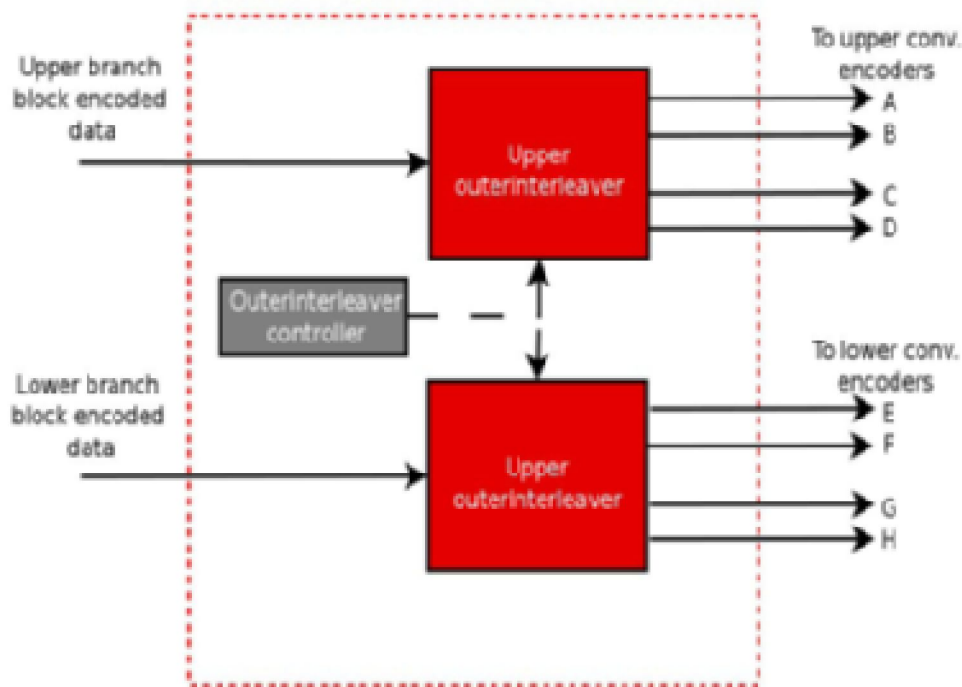 To upper conv.
encoders
Upper branch
block encoded
data
A
B
Upper
outerinterleaver
C
D
Outerinterleaver
controller
To lower conv.
encoders
Lower branch
block encoded
data
E
F
Upper
outerinterleaver
G
H